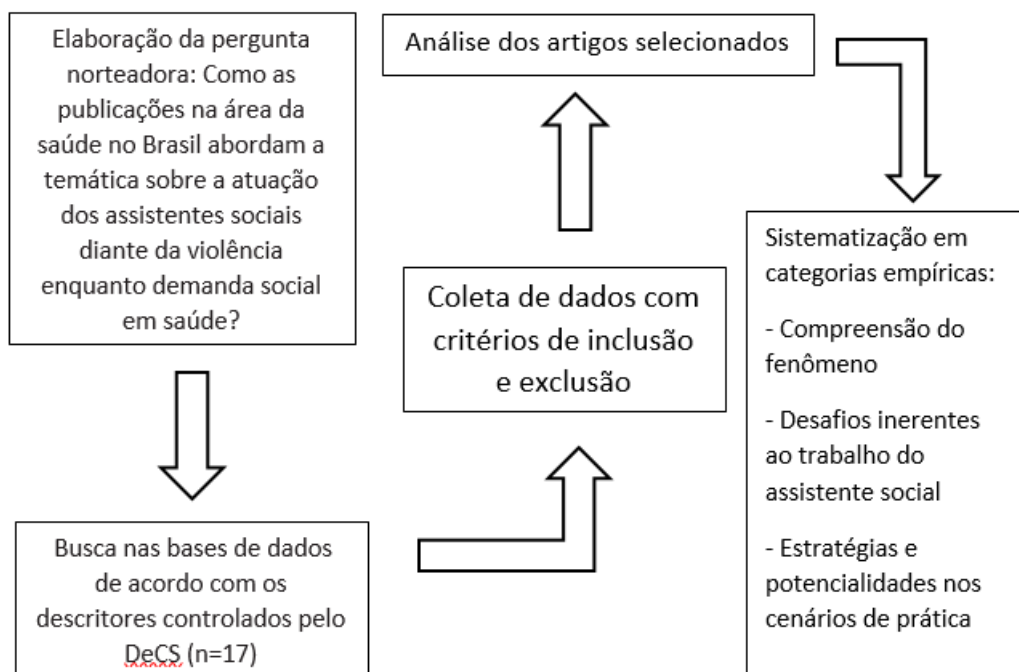 Elaboração da pergunta
norteadora: Como as
publicações na área da
saúde no Brasil abordam a
temática sobre a atuação
dos assistentes sociais
diante da violência
enquanto demanda social
em saúde?
Busca nas bases de dados
de acordo com os
descritores controlados pelo
DeCS (n=17)
Coleta de dados com
critérios de inclusão
e exclusão
Análise dos artigos selecionados
Sistematização em
categorias empíricas:
- Compreensão do
fenômeno
- Desafios inerentes
ao trabalho do
assistente social
- Estratégias e
potencialidades nos
cenários de prática